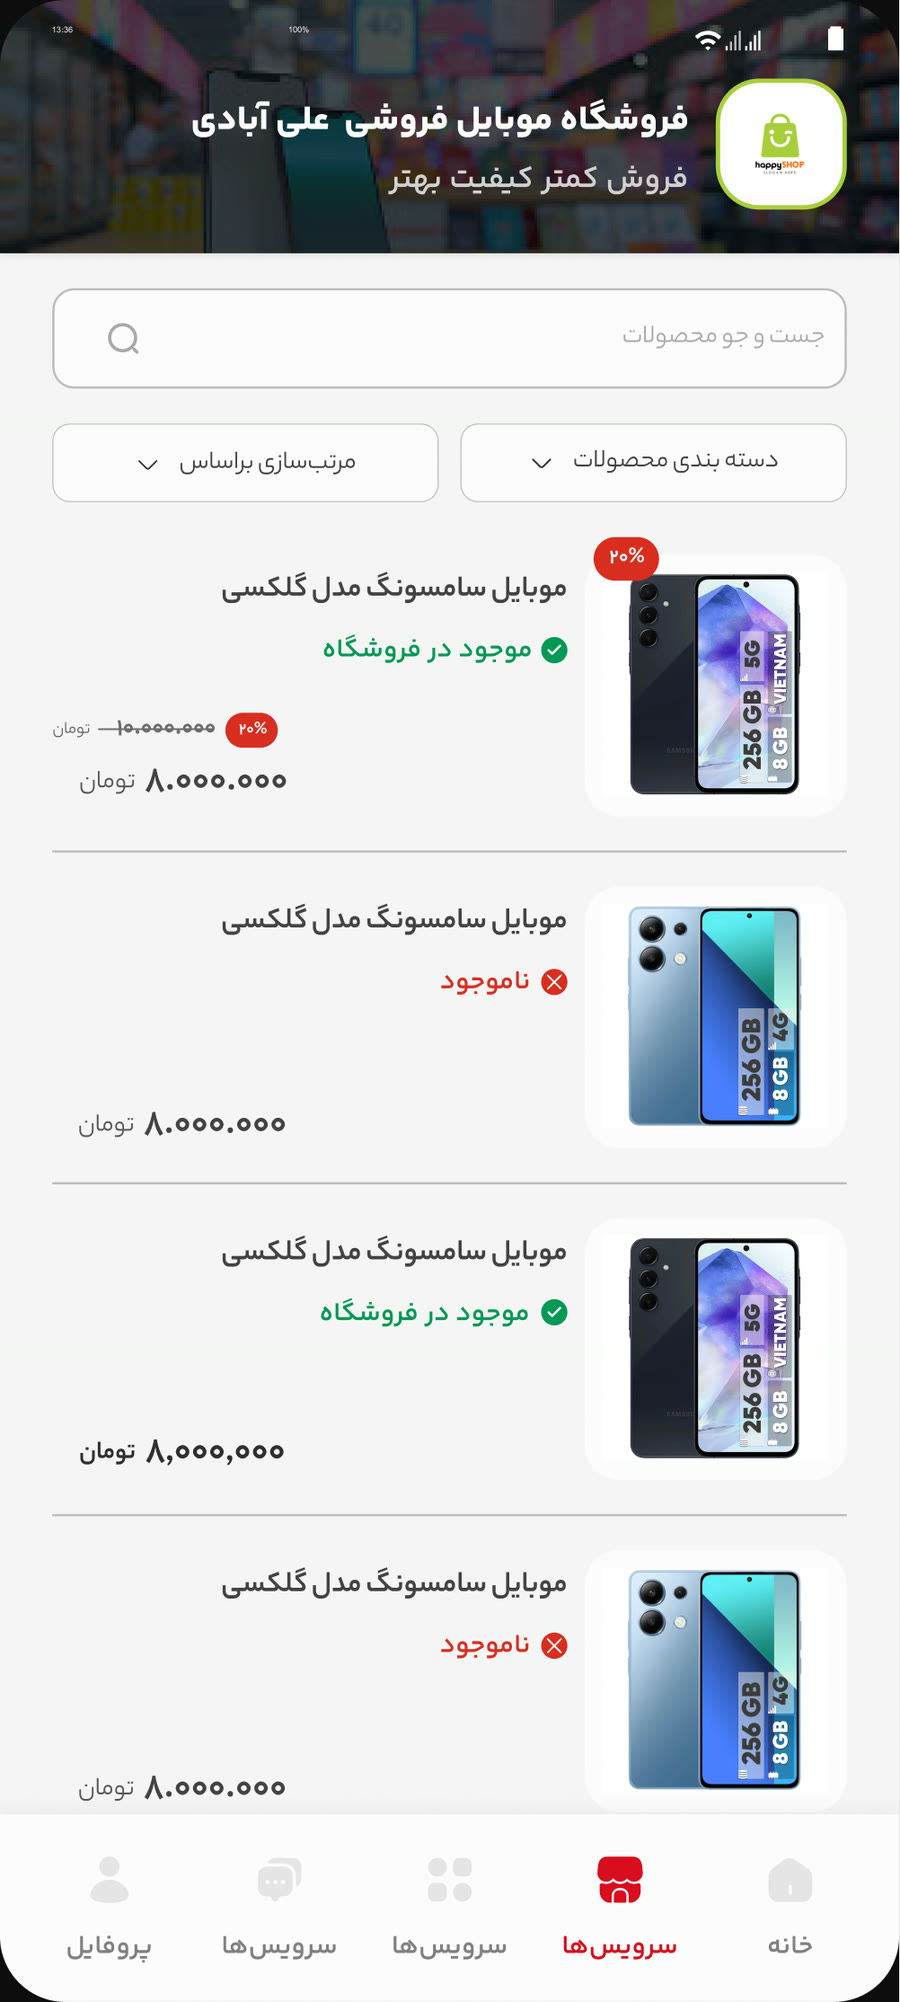 13:36
100%
فروشگاه موبایل فروشی علی آبادی
فروش کمتر کیفیت بهتر
happySHOP
جست و جو محصولات
دسته بندی محصولات
مرتب‌سازی براساس
۲۰%
موبایل سامسونگ مدل گلکسی
موجود در فروشگاه
۲۰%
۱۰.۰۰۰.۰۰۰ تومان
۸.۰۰۰.۰۰۰ تومان
256 GB 5G
8 GB VIETNAM
SAMSUNG
موبایل سامسونگ مدل گلکسی
ناموجود
۸.۰۰۰.۰۰۰ تومان
256 GB
8 GB 4G
موبایل سامسونگ مدل گلکسی
موجود در فروشگاه
۸,۰۰۰,۰۰۰ تومان
256 GB 5G
8 GB VIETNAM
SAMSUNG
موبایل سامسونگ مدل گلکسی
ناموجود
۸.۰۰۰.۰۰۰ تومان
256 GB
8 GB 4G
خانه
سرویس‌ها
سرویس‌ها
سرویس‌ها
پروفایل